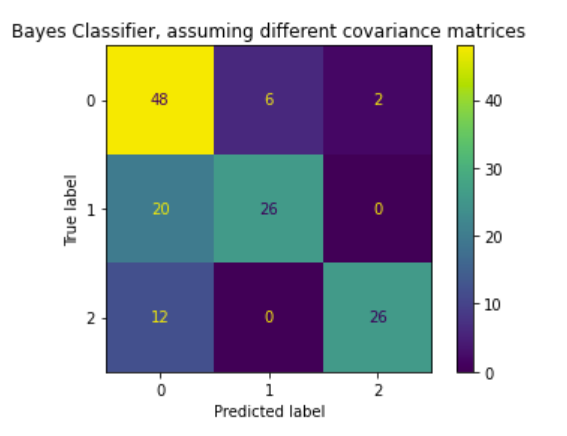 Bayes Classifier, assuming different covariance matrices
0 48 6 2
1 20 26 0
2 12 0 26
0 1 2
Predicted label
True label
40
30
20
10
0